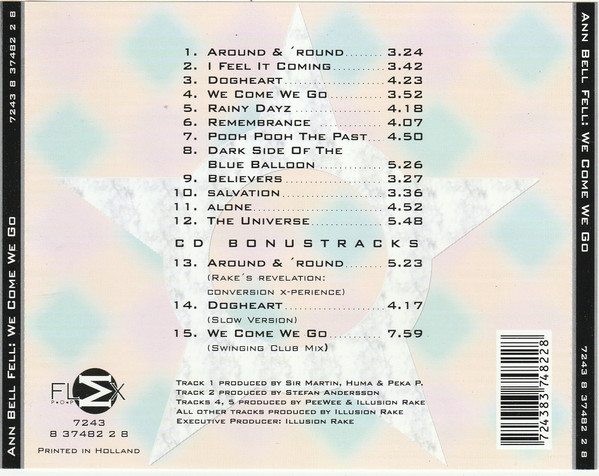 Ann Bell Fell: We Come We Go
7243 8 37482 2 8
1. Around & ´round........ 3.24
2. I Feel It Coming........ 3.42
3. Dogheart........ 4.23
4. We Come We Go........ 3.52
5. Rainy Dayz........ 4.18
6. Remembrance........ 4.07
7. Pooh Pooh The Past... 4.50
8. Dark Side Of The
Blue Balloon........ 5.26
9. Believers........ 3.27
10. salvation........ 3.36
11. alone........ 4.52
12. The Universe........ 5.48
CD BONUSTRACKS
13. Around & ´round........ 5.23
(Rake´s revelation:
conversion x-perience)
14. Dogheart........ 4.17
(Slow Version)
15. We Come We Go........ 7.59
(Swinging Club Mix)
Track 1 produced by Sir Martin, Huma & Peka P.
Track 2 produced by Stefan Andersson
Tracks 4, 5 produced by PeeWee & Illusion Rake
All other tracks produced by Illusion Rake
Executive Producer: Illusion Rake
FL M X
POP
7243
8 37482 2 8
Printed in Holland
724383748228
Ann Bell Fell: We Come We Go
7243 8 37482 2 8